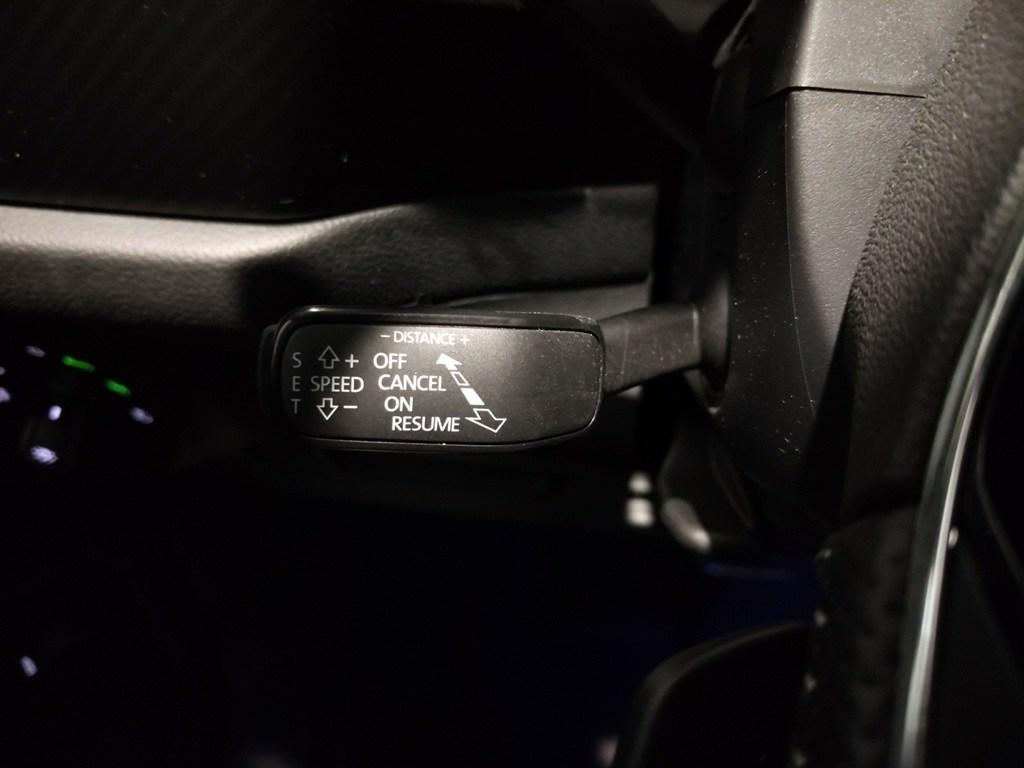 - DISTANCE +
S + OFF
E SPEED CANCEL
T - ON
RESUME